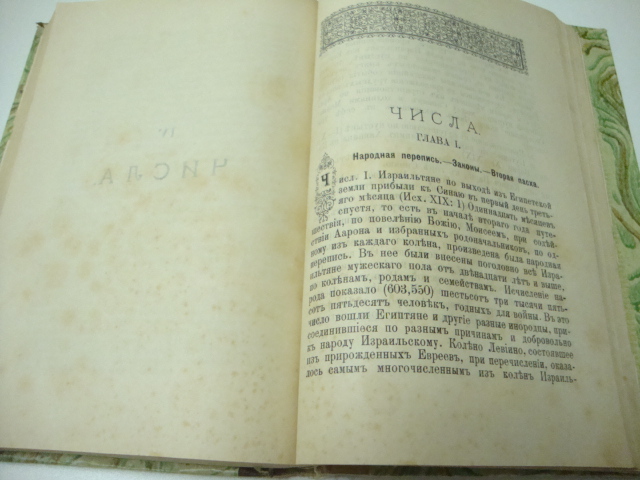 IV.
ЧИСЛА
ЧИСЛА.
ГЛАВА I.
Народная перепись.—Законы.—Вторая пасха.
Числ. I. Израильтяне по выходѣ изъ Египетской
земли прибыли къ Синаю въ первый день треть-
яго мѣсяца (Исх. XIX: 1) Одиннадцать мѣсяцевъ
спустя, то есть въ началѣ втораго года путе-
шествія, по повелѣнію Божію, Моисеемъ, при содѣй-
ствіи Аарона и избранныхъ родоначальниковъ, по од-
ному изъ каждаго колѣна, произведена была народная
перепись. Въ нее были внесены поголовно всѣ Изра-
ильтяне мужескаго пола отъ двѣнадцати лѣтъ и выше,
по колѣнамъ, родамъ и семействамъ. Исчисленіе на-
рода показало (603,550) шестьсотъ три тысячи пять-
сотъ пятьдесятъ человѣкъ, годныхъ для войны. Въ это
число вошли Египтяне и другіе разные инородцы, при-
соединившіеся по разнымъ причинамъ и добровольно
къ народу Израильскому. Колѣно Левіино, состоявшее
изъ прирожденныхъ Евреевъ, при перечисленіи, оказа-
лось самымъ многочисленнымъ изъ колѣнъ Израиль-